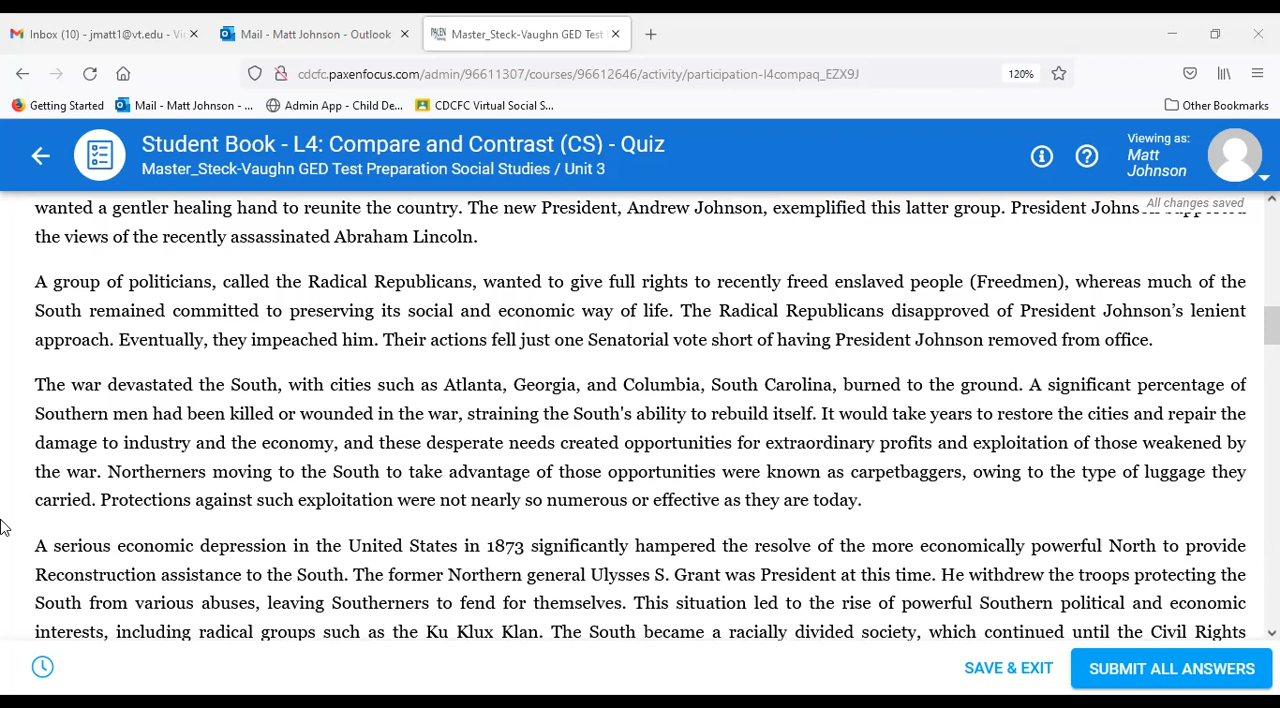 Inbox (10) - jmatt1@vt.edu - Vir
Mail - Matt Johnson - Outlook
PAXEN
Master_Steck-Vaughn GED Test
cdcfc.paxenfocus.com/admin/96611307/courses/96612646/activity/participation-l4compaq_EZX9J
120%
Getting Started
Mail - Matt Johnson - ...
Admin App - Child De...
CDCFC Virtual Social S...
Other Bookmarks
Student Book - L4: Compare and Contrast (CS) - Quiz
Master_Steck-Vaughn GED Test Preparation Social Studies / Unit 3
Viewing as:
Matt
Johnson
All changes saved
wanted a gentler healing hand to reunite the country. The new President, Andrew Johnson, exemplified this latter group. President Johnson supported
the views of the recently assassinated Abraham Lincoln.
A group of politicians, called the Radical Republicans, wanted to give full rights to recently freed enslaved people (Freedmen), whereas much of the
South remained committed to preserving its social and economic way of life. The Radical Republicans disapproved of President Johnson's lenient
approach. Eventually, they impeached him. Their actions fell just one Senatorial vote short of having President Johnson removed from office.
The war devastated the South, with cities such as Atlanta, Georgia, and Columbia, South Carolina, burned to the ground. A significant percentage of
Southern men had been killed or wounded in the war, straining the South's ability to rebuild itself. It would take years to restore the cities and repair the
damage to industry and the economy, and these desperate needs created opportunities for extraordinary profits and exploitation of those weakened by
the war. Northerners moving to the South to take advantage of those opportunities were known as carpetbaggers, owing to the type of luggage they
carried. Protections against such exploitation were not nearly so numerous or effective as they are today.
A serious economic depression in the United States in 1873 significantly hampered the resolve of the more economically powerful North to provide
Reconstruction assistance to the South. The former Northern general Ulysses S. Grant was President at this time. He withdrew the troops protecting the
South from various abuses, leaving Southerners to fend for themselves. This situation led to the rise of powerful Southern political and economic
interests, including radical groups such as the Ku Klux Klan. The South became a racially divided society, which continued until the Civil Rights
SAVE & EXIT
SUBMIT ALL ANSWERS